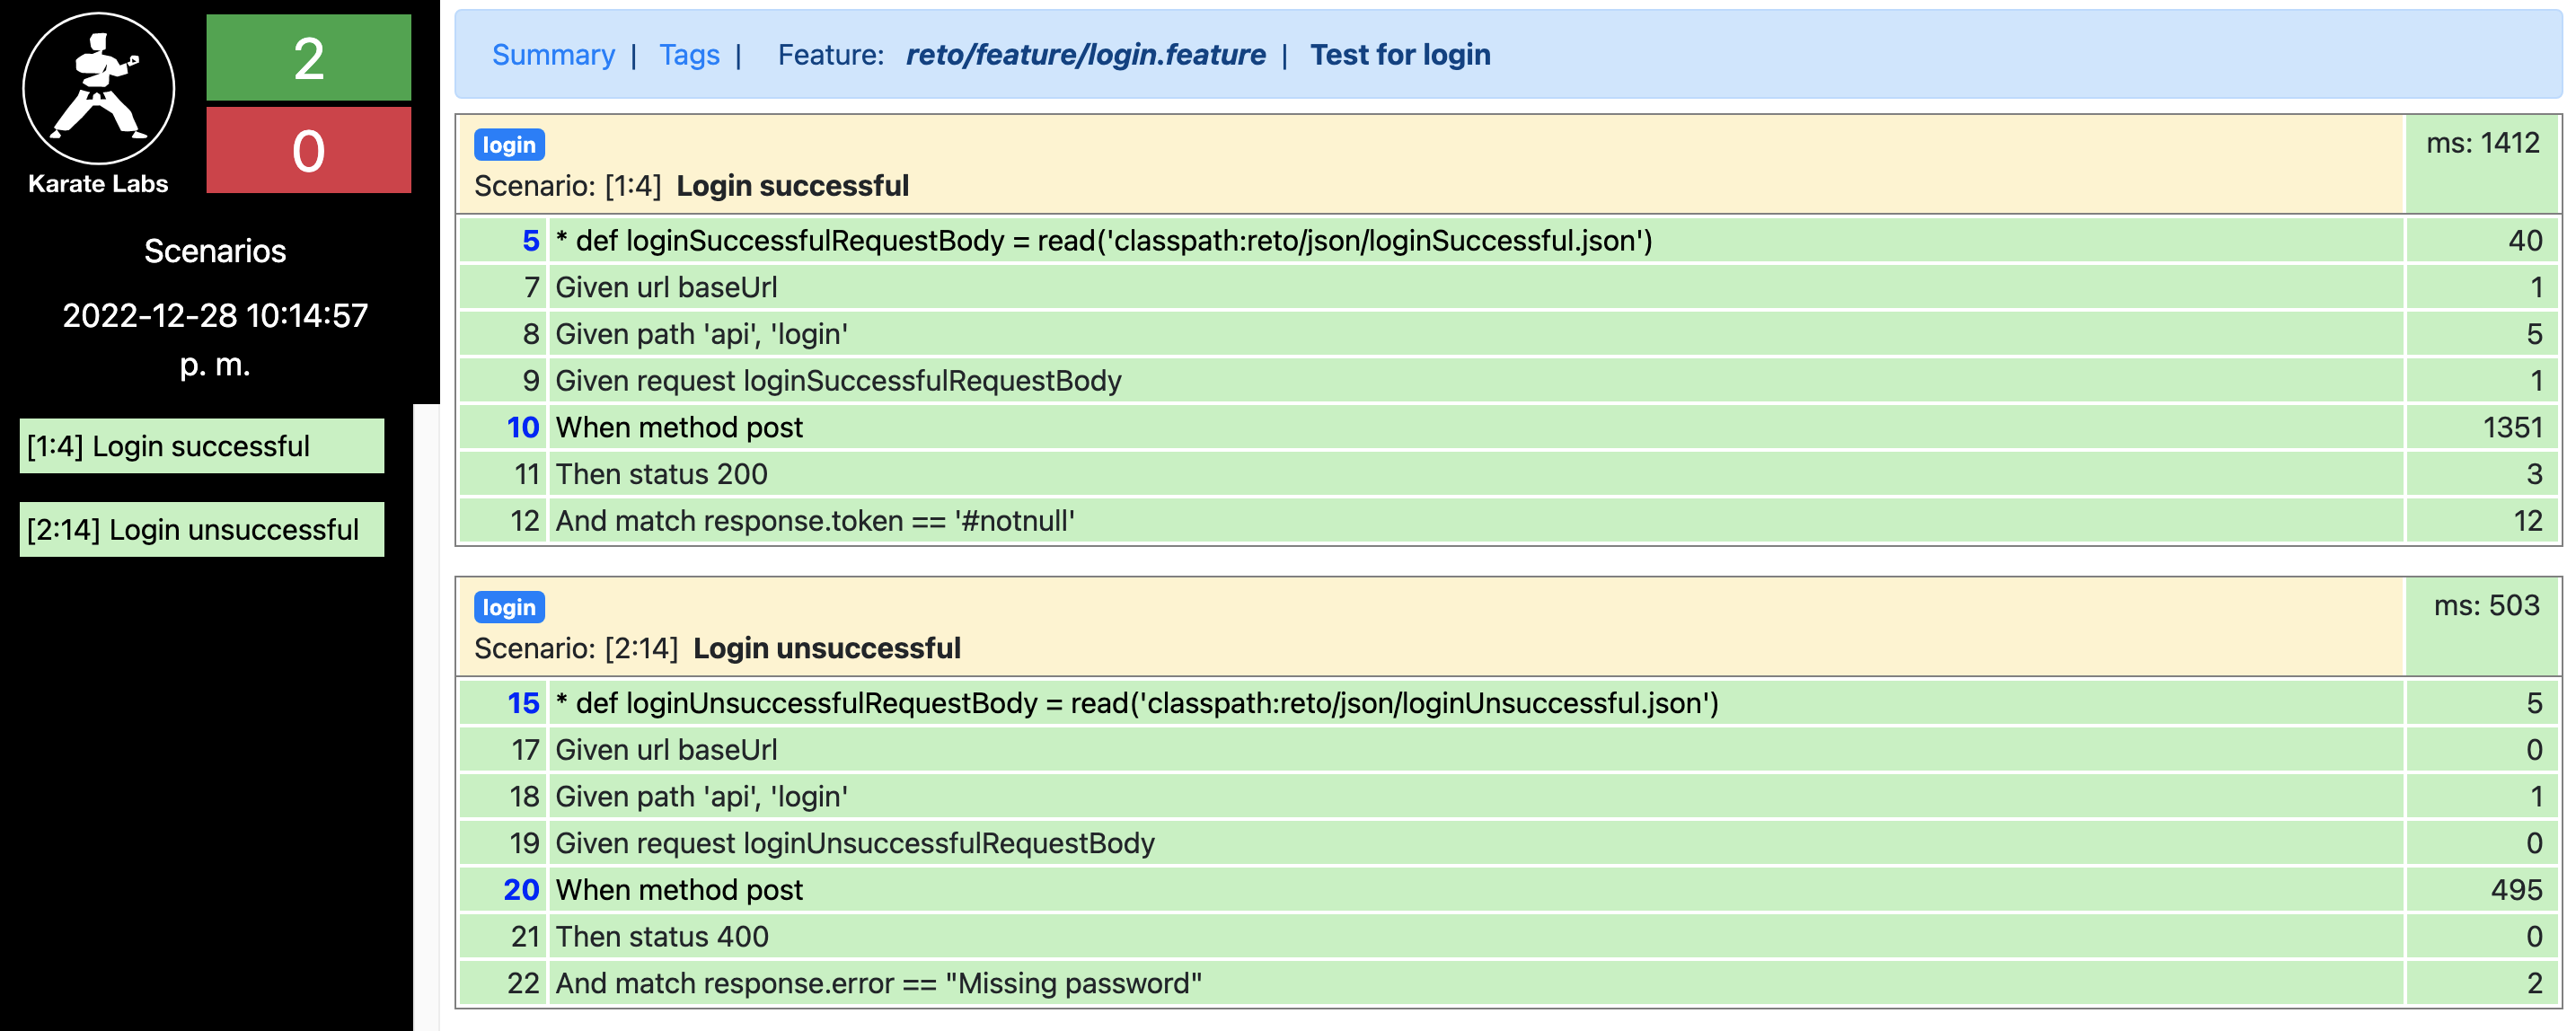 2
0
Karate Labs
Scenarios
2022-12-28 10:14:57
p. m.
[1:4] Login successful
[2:14] Login unsuccessful
Summary | Tags | Feature: reto/feature/login.feature | Test for login
login
ms: 1412
Scenario: [1:4] Login successful
5 * def loginSuccessfulRequestBody = read('classpath:reto/json/loginSuccessful.json') 40
7 Given url baseUrl 1
8 Given path 'api', 'login' 5
9 Given request loginSuccessfulRequestBody 1
10 When method post 1351
11 Then status 200 3
12 And match response.token == '#notnull' 12
login
ms: 503
Scenario: [2:14] Login unsuccessful
15 * def loginUnsuccessfulRequestBody = read('classpath:reto/json/loginUnsuccessful.json') 5
17 Given url baseUrl 0
18 Given path 'api', 'login' 1
19 Given request loginUnsuccessfulRequestBody 0
20 When method post 495
21 Then status 400 0
22 And match response.error == "Missing password" 2